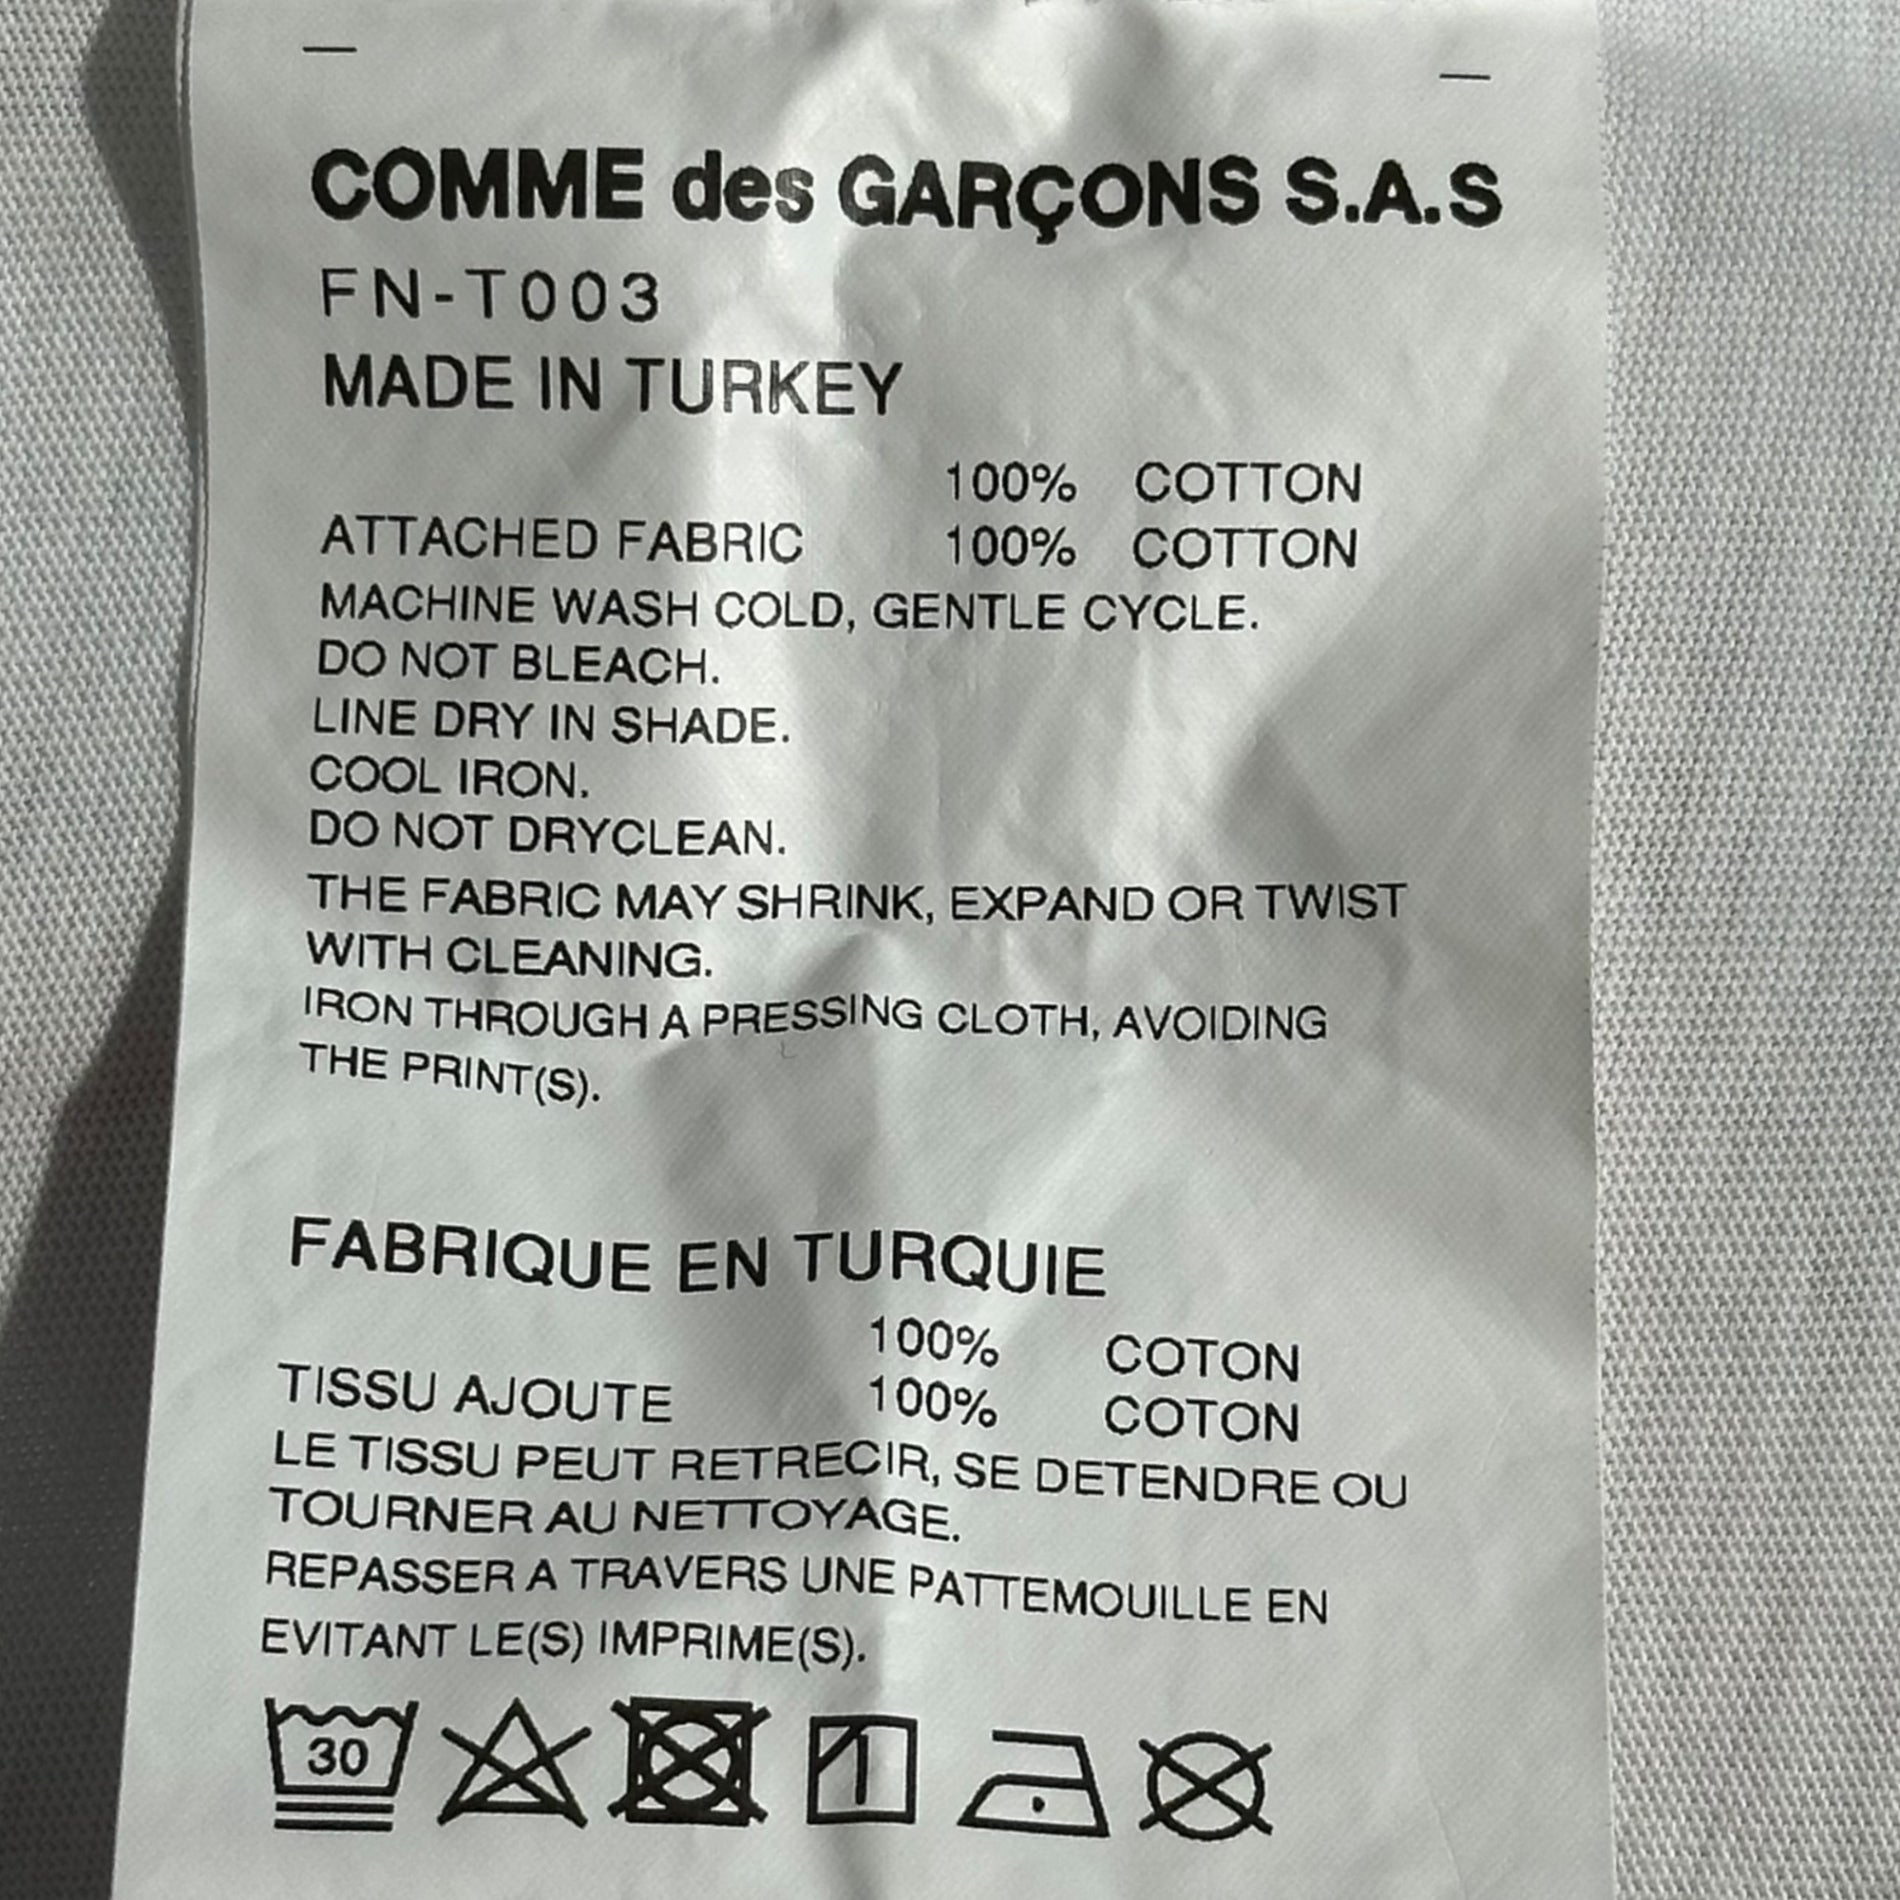 COMME des GARÇONS S.A.S
FN-T003
MADE IN TURKEY
100% COTTON
ATTACHED FABRIC 100% COTTON
MACHINE WASH COLD, GENTLE CYCLE.
DO NOT BLEACH.
LINE DRY IN SHADE.
COOL IRON.
DO NOT DRYCLEAN.
THE FABRIC MAY SHRINK, EXPAND OR TWIST
WITH CLEANING.
IRON THROUGH A PRESSING CLOTH, AVOIDING
THE PRINT(S).
FABRIQUE EN TURQUIE
100% COTON
TISSU AJOUTE 100% COTON
LE TISSU PEUT RETRECIR, SE DETENDRE OU
TOURNER AU NETTOYAGE.
REPASSER A TRAVERS UNE PATTEMOUILLE EN
EVITANT LE(S) IMPRIME(S).
30